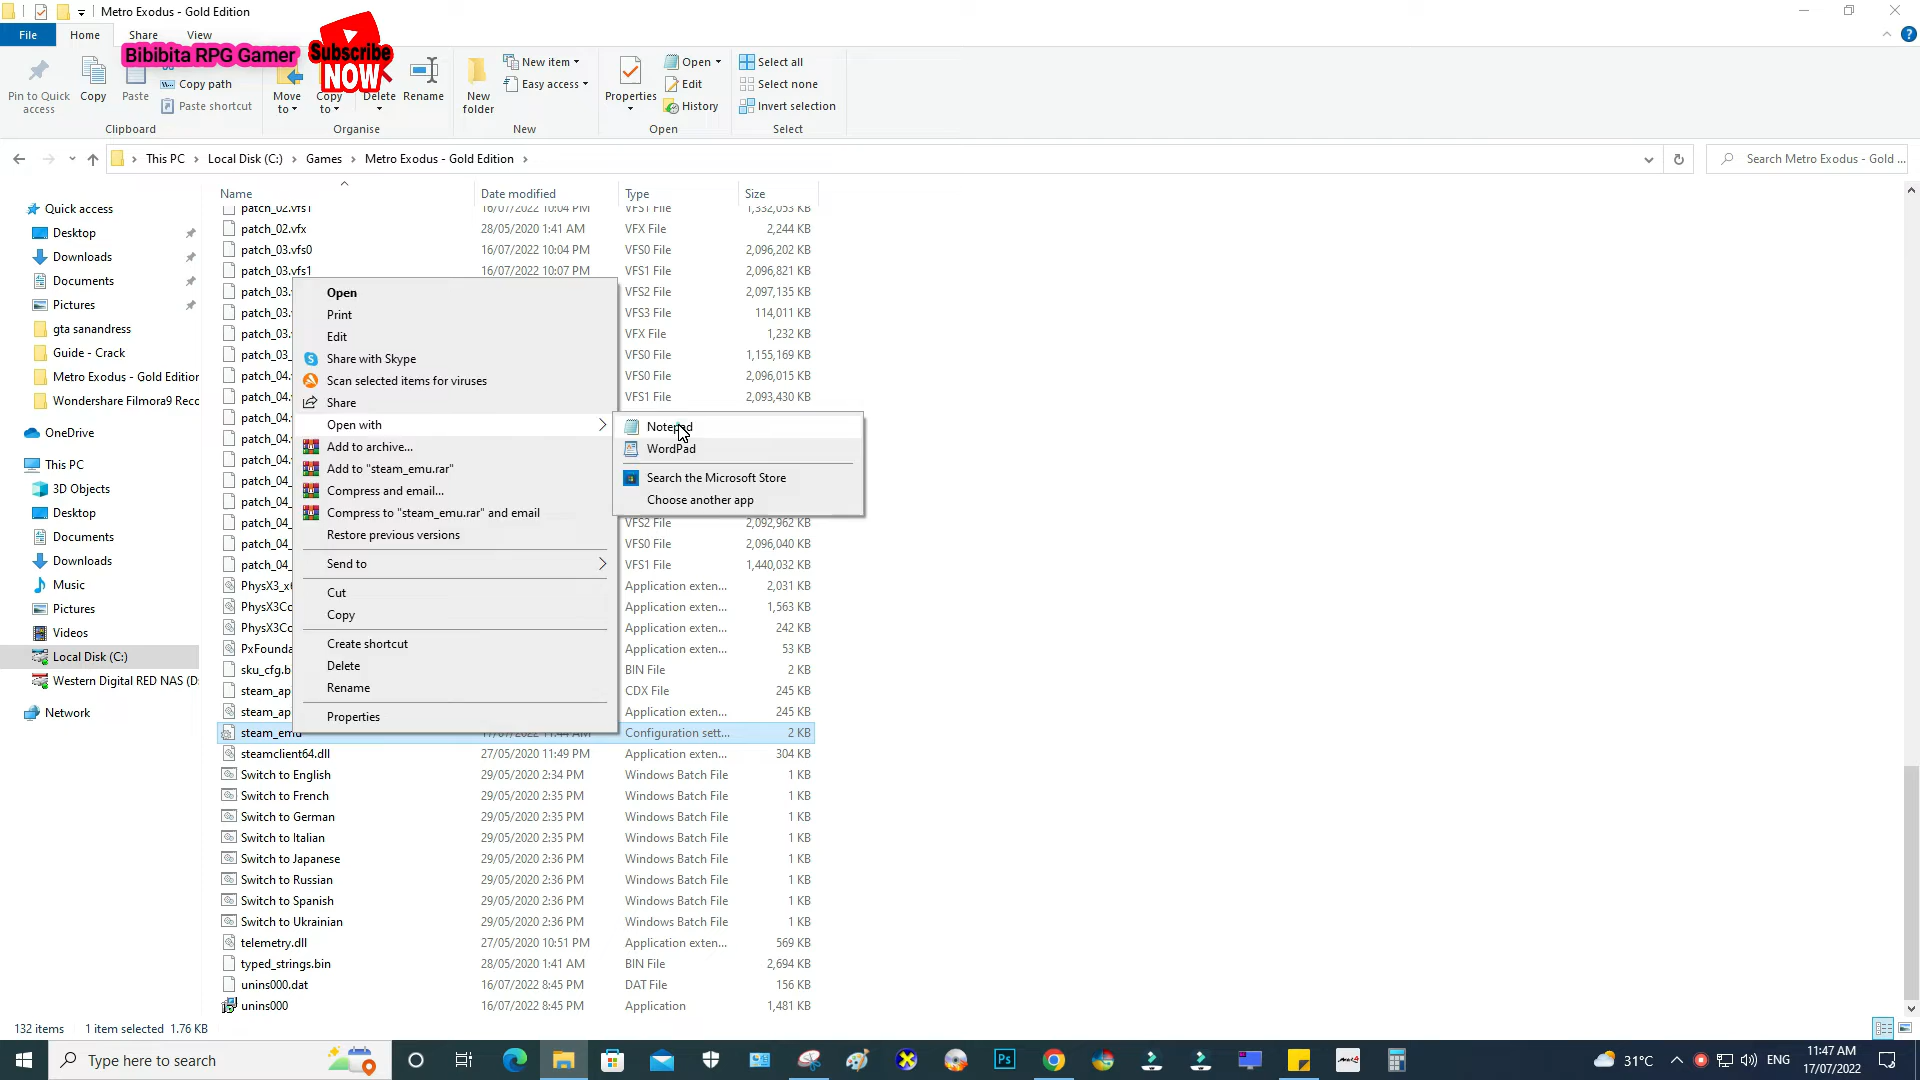 Metro Exodus - Gold Edition
File Home Share View
Bibibita RPG Gamer
Subscribe NOW
Pin to Quick access
Copy
Paste
Copy path
Paste shortcut
Clipboard
Move to
Copy to
Delete
Rename
Organise
New folder
New item
Easy access
New
Properties
Open
Edit
History
Open
Select all
Select none
Invert selection
Select
This PC > Local Disk (C:) > Games > Metro Exodus - Gold Edition >
Search Metro Exodus - Gold ...
Quick access
Desktop
Downloads
Documents
Pictures
gta sanandress
Guide - Crack
Metro Exodus - Gold Edition
Wondershare Filmora9 Recc
OneDrive
This PC
3D Objects
Desktop
Documents
Downloads
Music
Pictures
Videos
Local Disk (C:)
Western Digital RED NAS (D:
Network
Name Date modified Type Size
patch_02.vfs1 16/07/2022 10:04 PM VFS1 File 1,332,053 KB
patch_02.vfx 28/05/2020 1:41 AM VFX File 2,244 KB
patch_03.vfs0 16/07/2022 10:04 PM VFS0 File 2,096,202 KB
patch_03.vfs1 16/07/2022 10:07 PM VFS1 File 2,096,821 KB
patch_03. VFS2 File 2,097,135 KB
patch_03. VFS3 File 114,011 KB
patch_03. VFX File 1,232 KB
patch_03_ VFS0 File 1,155,169 KB
patch_04. VFS0 File 2,096,015 KB
patch_04. VFS1 File 2,093,430 KB
patch_04.
patch_04.
patch_04.
patch_04.
patch_04_
patch_04_ VFS2 File 2,092,962 KB
patch_04_ VFS0 File 2,096,040 KB
patch_04_ VFS1 File 1,440,032 KB
PhysX3_x Application exten... 2,031 KB
PhysX3Co Application exten... 1,563 KB
PhysX3Co Application exten... 242 KB
PxFounda Application exten... 53 KB
sku_cfg.b BIN File 2 KB
steam_ap CDX File 245 KB
steam_ap Application exten... 245 KB
steam_emu 17/07/2022 11:44 AM Configuration sett... 2 KB
steamclient64.dll 27/05/2020 11:49 PM Application exten... 304 KB
Switch to English 29/05/2020 2:34 PM Windows Batch File 1 KB
Switch to French 29/05/2020 2:35 PM Windows Batch File 1 KB
Switch to German 29/05/2020 2:35 PM Windows Batch File 1 KB
Switch to Italian 29/05/2020 2:35 PM Windows Batch File 1 KB
Switch to Japanese 29/05/2020 2:36 PM Windows Batch File 1 KB
Switch to Russian 29/05/2020 2:36 PM Windows Batch File 1 KB
Switch to Spanish 29/05/2020 2:36 PM Windows Batch File 1 KB
Switch to Ukrainian 29/05/2020 2:36 PM Windows Batch File 1 KB
telemetry.dll 27/05/2020 10:51 PM Application exten... 569 KB
typed_strings.bin 28/05/2020 1:41 AM BIN File 2,694 KB
unins000.dat 16/07/2022 8:45 PM DAT File 156 KB
unins000 16/07/2022 8:45 PM Application 1,481 KB
Open
Print
Edit
Share with Skype
Scan selected items for viruses
Share
Open with
Add to archive...
Add to "steam_emu.rar"
Compress and email...
Compress to "steam_emu.rar" and email
Restore previous versions
Send to
Cut
Copy
Create shortcut
Delete
Rename
Properties
Notepad
WordPad
Search the Microsoft Store
Choose another app
132 items 1 item selected 1.76 KB
Type here to search
Ps
31°C
ENG
11:47 AM
17/07/2022